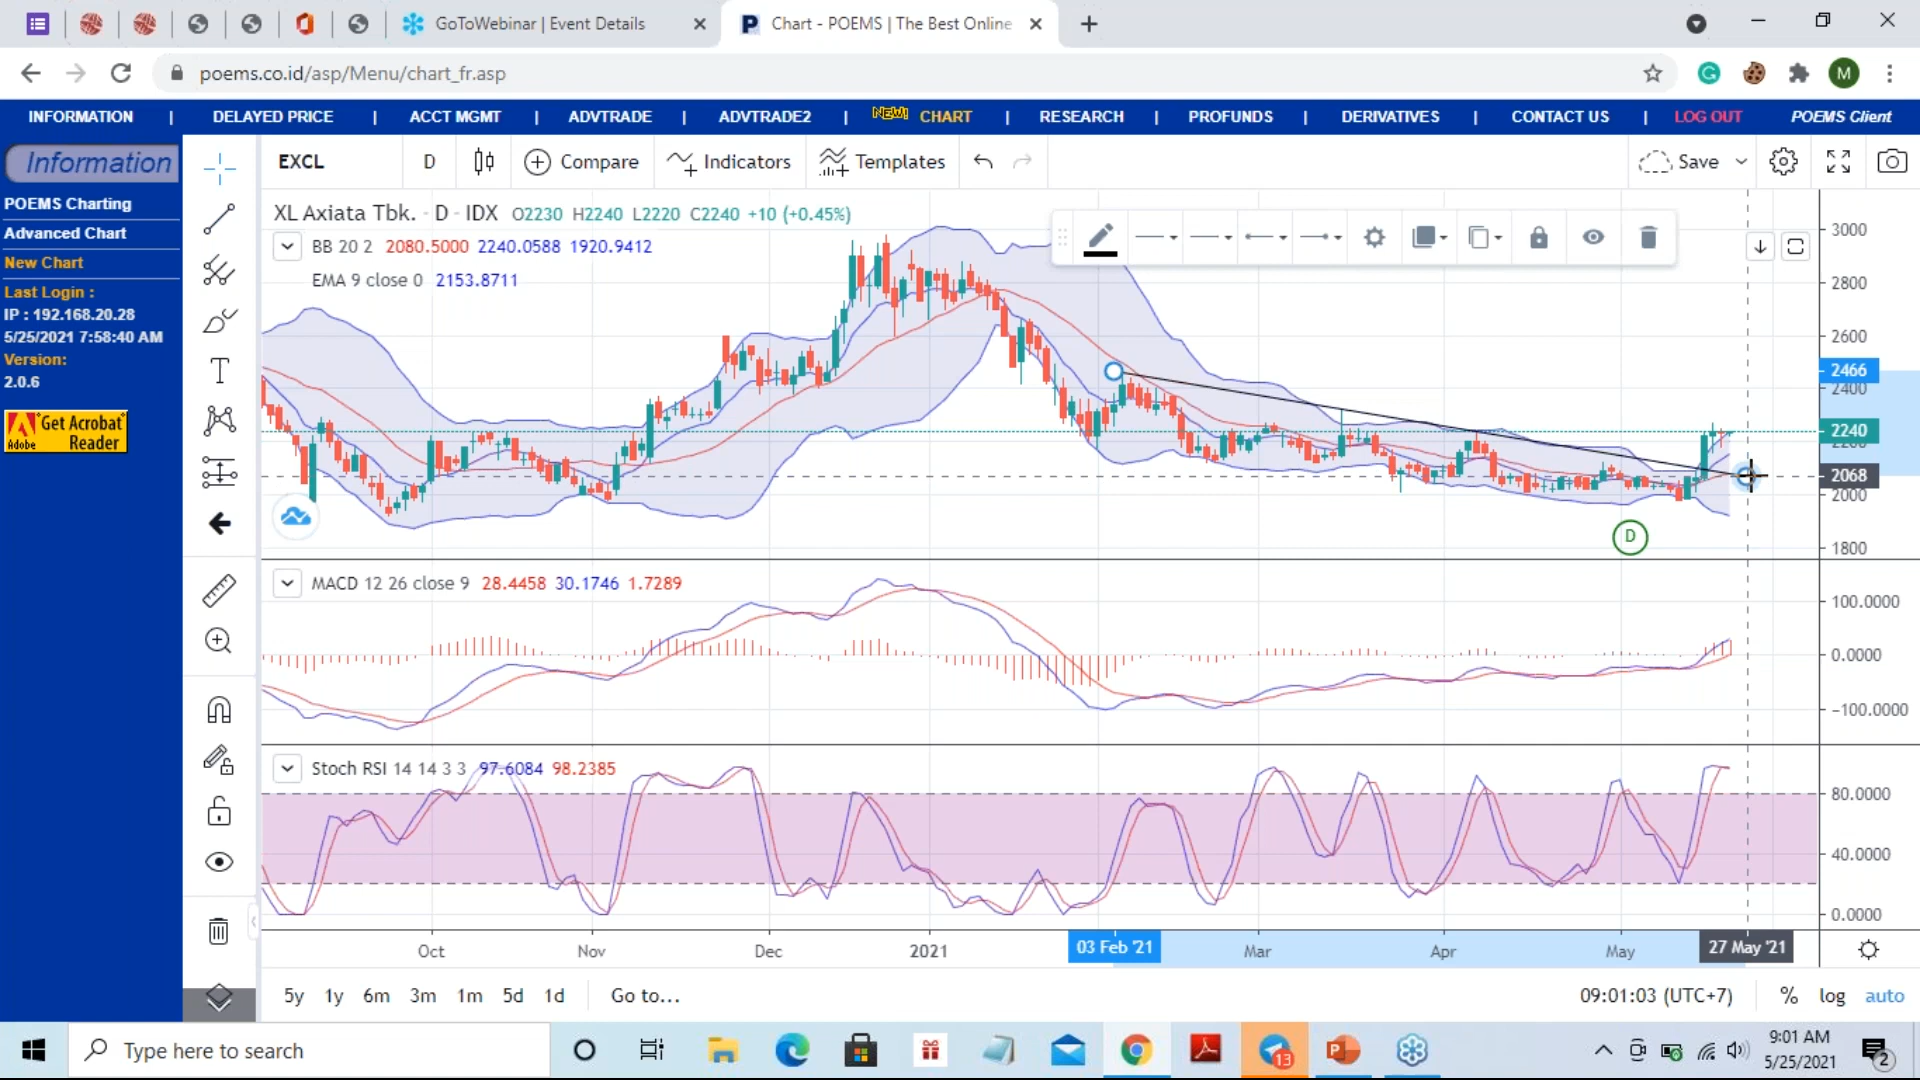 GoToWebinar | Event Details
Chart - POEMS | The Best Online
poems.co.id/asp/Menu/chart_fr.asp
M
INFORMATION | DELAYED PRICE | ACCT MGMT | ADVTRADE | ADVTRADE2 | NEW! CHART | RESEARCH | PROFUNDS | DERIVATIVES | CONTACT US | LOG OUT POEMS Client
Information
POEMS Charting
Advanced Chart
New Chart
Last Login :
IP : 192.168.20.28
5/25/2021 7:58:40 AM
Version:
2.0.6
Get Acrobat
Adobe Reader
EXCL D Compare Indicators Templates Save
XL Axiata Tbk. - D - IDX O2230 H2240 L2220 C2240 +10 (+0.45%)
BB 20 2 2080.5000 2240.0588 1920.9412
EMA 9 close 0 2153.8711
3000
2800
2600
2466
2400
2240
2200
2068
2000
1800
D
MACD 12 26 close 9 28.4458 30.1746 1.7289
100.0000
0.0000
−100.0000
Stoch RSI 14 14 3 3 97.6084 98.2385
80.0000
40.0000
0.0000
Oct Nov Dec 2021 03 Feb '21 Mar Apr May 27 May '21
5y 1y 6m 3m 1m 5d 1d Go to... 09:01:03 (UTC+7) % log auto
Type here to search
13
9:01 AM
5/25/2021
2